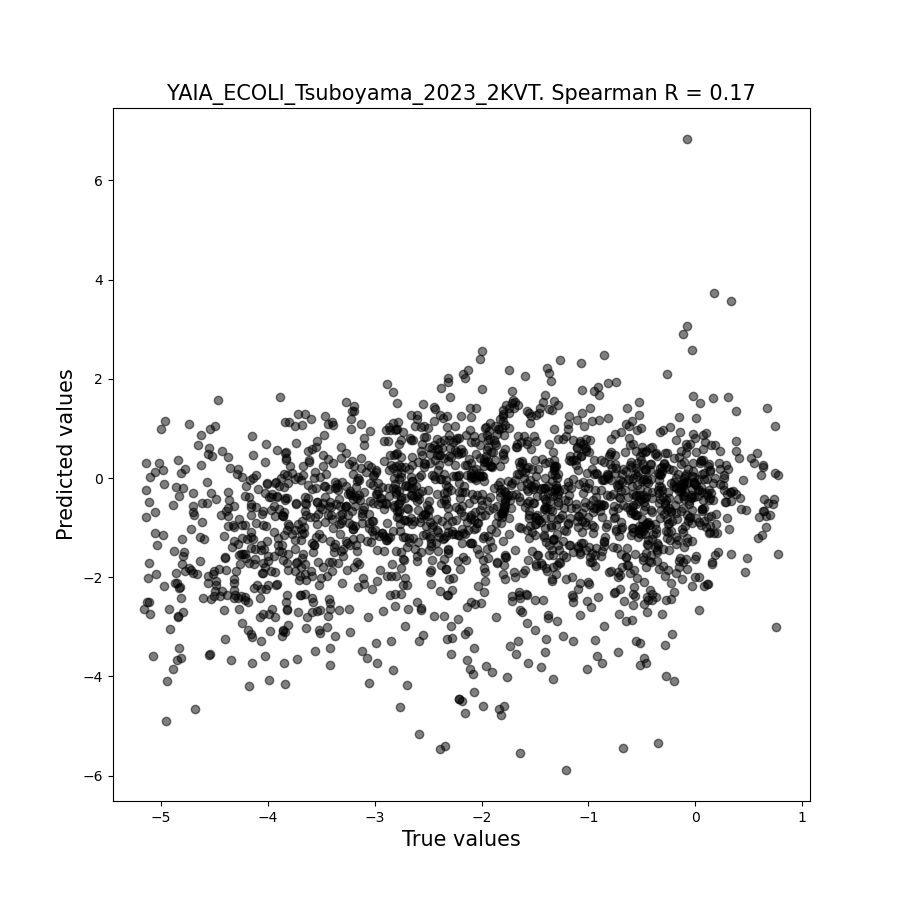 YAIA_ECOLI_Tsuboyama_2023_2KVT. Spearman R = 0.17
6
4
2
0
−2
−4
−6
Predicted values
−5 −4 −3 −2 −1 0 1
True values